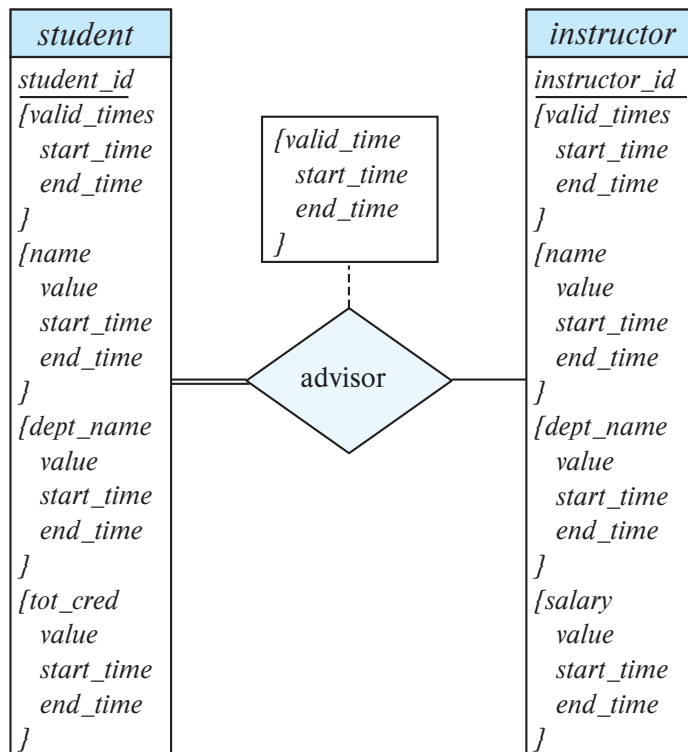 student
student_id
{valid_times
start_time
end_time
}
{name
value
start_time
end_time
}
{dept_name
value
start_time
end_time
}
{tot_cred
value
start_time
end_time
}
{valid_time
start_time
end_time
}
advisor
instructor
instructor_id
{valid_times
start_time
end_time
}
{name
value
start_time
end_time
}
{dept_name
value
start_time
end_time
}
{salary
value
start_time
end_time
}